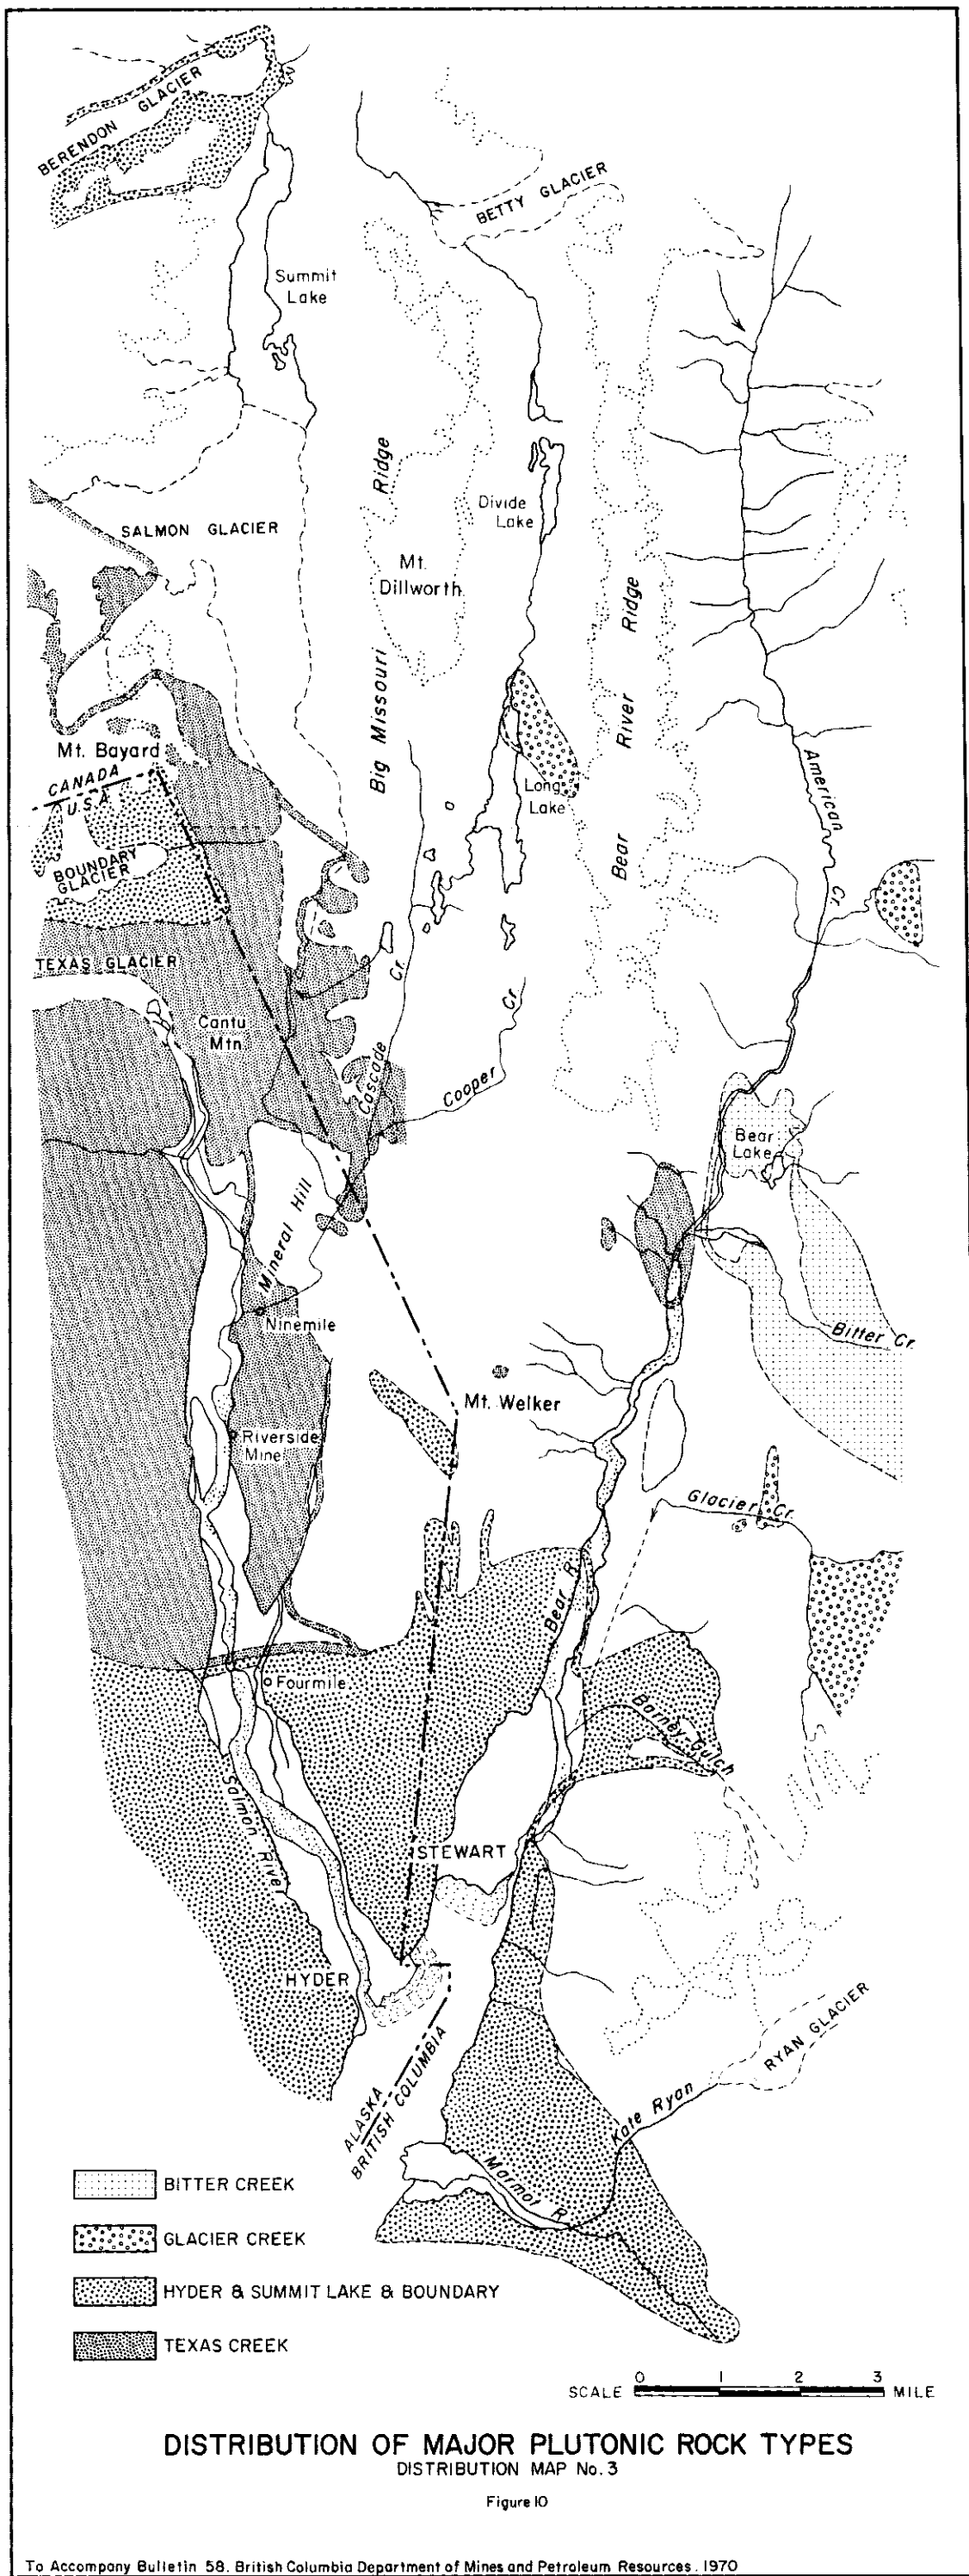 BERENDON GLACIER
BETTY GLACIER
Summit
Lake
Ridge
Divide
Lake
SALMON GLACIER
Mt.
Dillworth
Ridge
Big Missouri
River
Mt. Bayard
CANADA
U.S.A.
American
Cr.
Long
Lake
BOUNDARY
GLACIER
Bear
TEXAS GLACIER
Cr.
Cr.
Cantu
Mtn.
Cascade
Cooper
Bear
Lake
Mineral Hill
Ninemile
Bitter Cr.
Mt. Welker
Riverside
Mine
Glacier Cr.
Bear R.
Fourmile
Barney Gulch
Salmon River
STEWART
HYDER
RYAN GLACIER
ALASKA
BRITISH COLUMBIA
Kate Ryan
Marmot R.
BITTER CREEK
GLACIER CREEK
HYDER & SUMMIT LAKE & BOUNDARY
TEXAS CREEK
0 1 2 3
SCALE MILE
DISTRIBUTION OF MAJOR PLUTONIC ROCK TYPES
DISTRIBUTION MAP No. 3
Figure 10
To Accompany Bulletin 58. British Columbia Department of Mines and Petroleum Resources. 1970